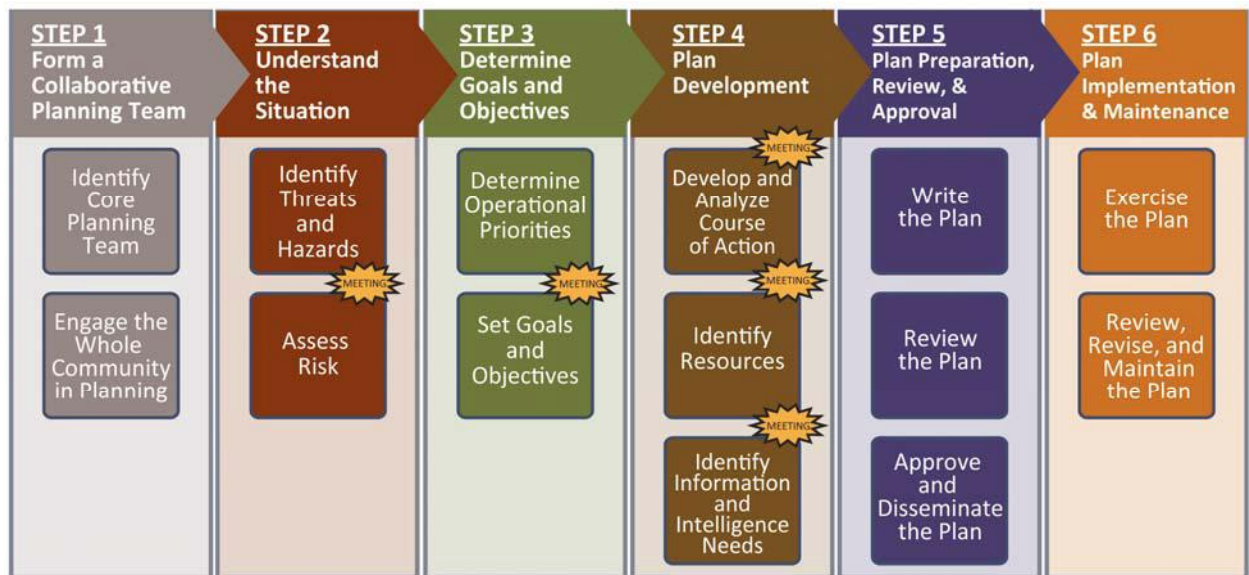 STEP 1
Form a
Collaborative
Planning Team
STEP 2
Understand
the
Situation
STEP 3
Determine
Goals and
Objectives
STEP 4
Plan
Development
STEP 5
Plan Preparation,
Review, &
Approval
STEP 6
Plan
Implementation
& Maintenance
Identify
Core
Planning
Team
Engage the
Whole
Community
in Planning
Identify
Threats
and
Hazards
MEETING
Assess
Risk
Determine
Operational
Priorities
MEETING
Set Goals
and
Objectives
MEETING
Develop and
Analyze
Course
of Action
MEETING
Identify
Resources
MEETING
Identify
Information
and
Intelligence
Needs
Write
the Plan
Review
the Plan
Approve
and
Disseminate
the Plan
Exercise
the Plan
Review,
Revise, and
Maintain
the Plan